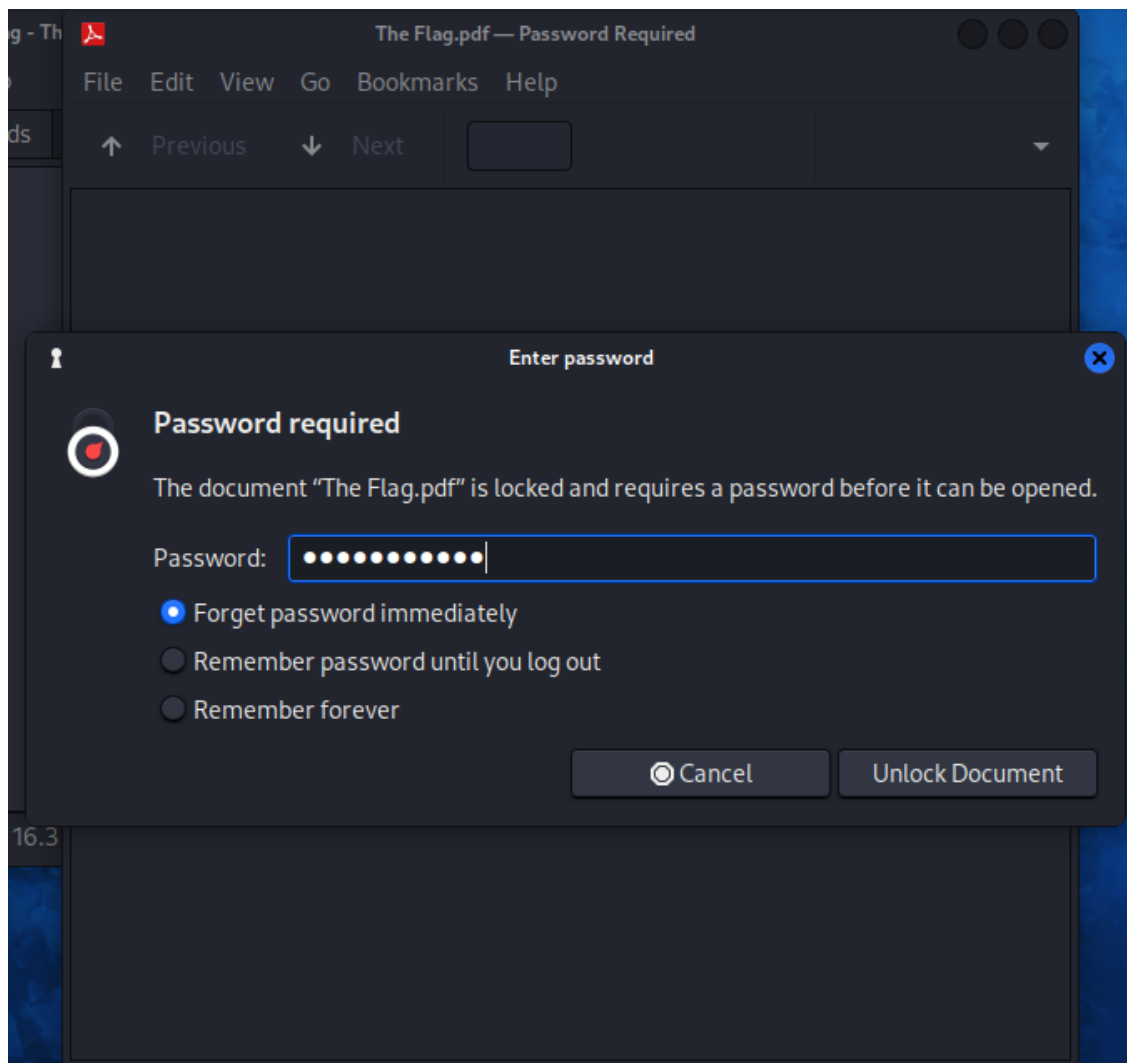 g - Th
The Flag.pdf — Password Required
File Edit View Go Bookmarks Help
ds
Previous Next
Enter password
Password required
The document “The Flag.pdf” is locked and requires a password before it can be opened.
Password: ●●●●●●●●●●●
Forget password immediately
Remember password until you log out
Remember forever
Cancel Unlock Document
16.3